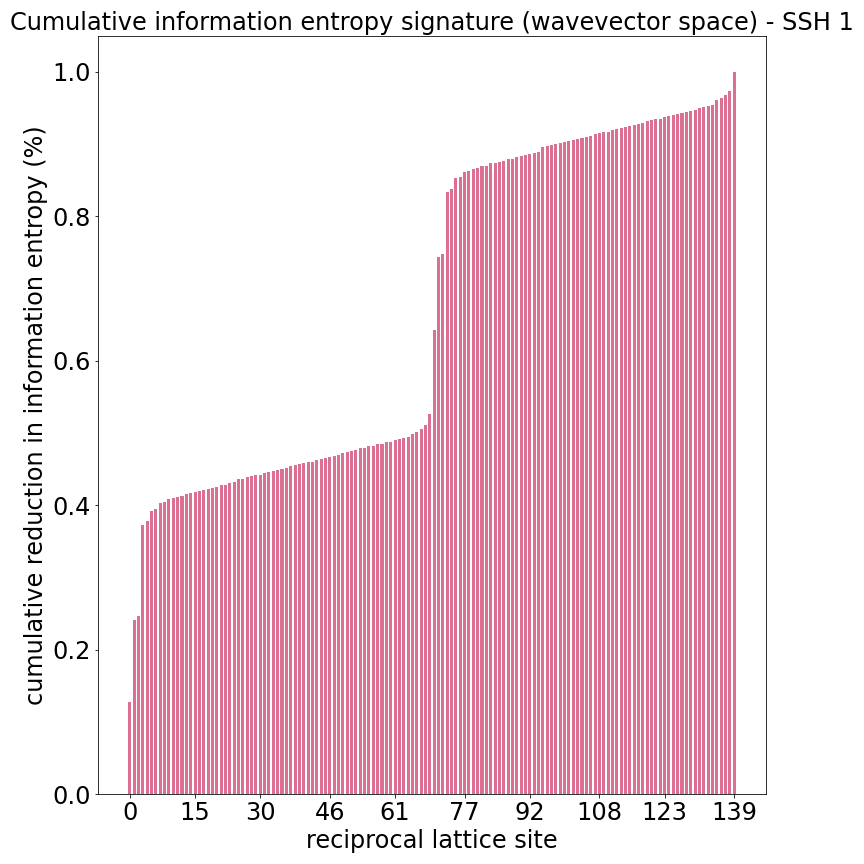 Cumulative information entropy signature (wavevector space) - SSH 1
cumulative reduction in information entropy (%)
1.0
0.8
0.6
0.4
0.2
0.0
0 15 30 46 61 77 92 108 123 139
reciprocal lattice site